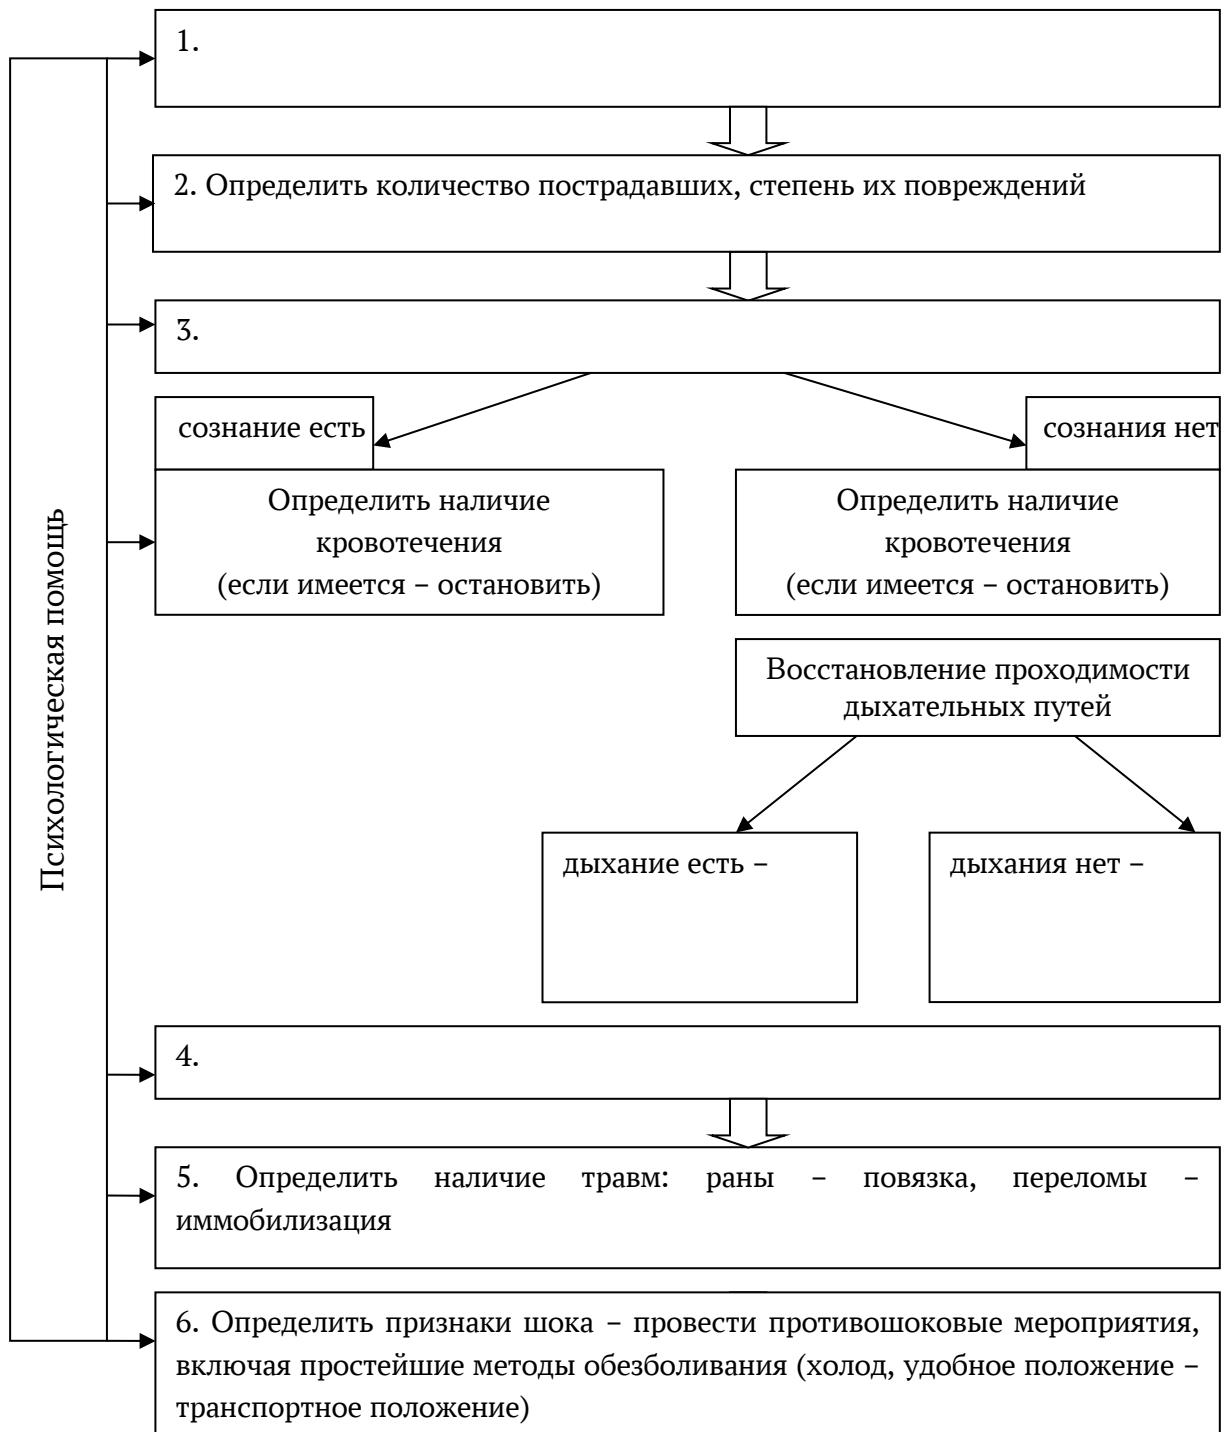 1.
2. Определить количество пострадавших, степень их повреждений
3.
сознание есть
сознания нет
Определить наличие
кровотечения
(если имеется – остановить)
Определить наличие
кровотечения
(если имеется – остановить)
Восстановление проходимости
дыхательных путей
Психологическая помощь
дыхание есть –
дыхания нет –
4.
5. Определить наличие травм: раны – повязка, переломы –
иммобилизация
6. Определить признаки шока – провести противошоковые мероприятия,
включая простейшие методы обезболивания (холод, удобное положение –
транспортное положение)